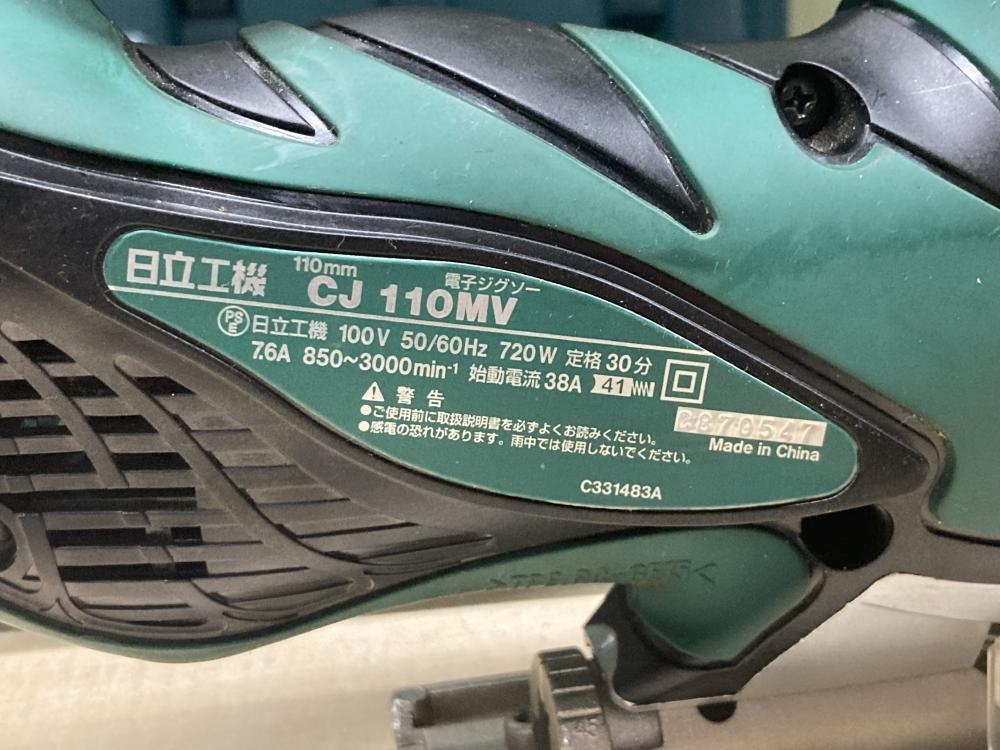 日立工機
110mm
電子ジグソー
CJ 110MV
PSE 日立工機 100V 50/60Hz 720W 定格30分
7.6A 850~3000min⁻¹ 始動電流38A 41
警告
●ご使用前に取扱説明書を必ずよくお読みください。
●感電の恐れがあります。雨中では使用しないでください。
Made in China
C331483A